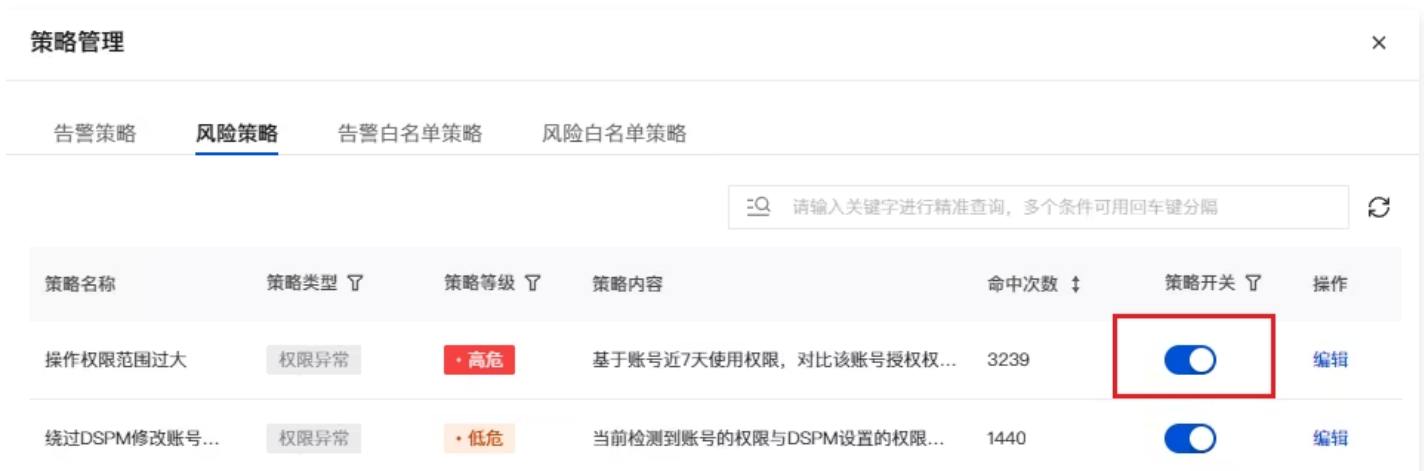 策略管理
告警策略 风险策略 告警白名单策略 风险白名单策略
请输入关键字进行精准查询，多个条件可用回车键分隔
策略名称 策略类型 策略等级 策略内容 命中次数 策略开关 操作
操作权限范围过大 权限异常 ·高危 基于账号近7天使用权限，对比该账号授权权... 3239 编辑
绕过DSPM修改账号... 权限异常 ·低危 当前检测到账号的权限与DSPM设置的权限... 1440 编辑